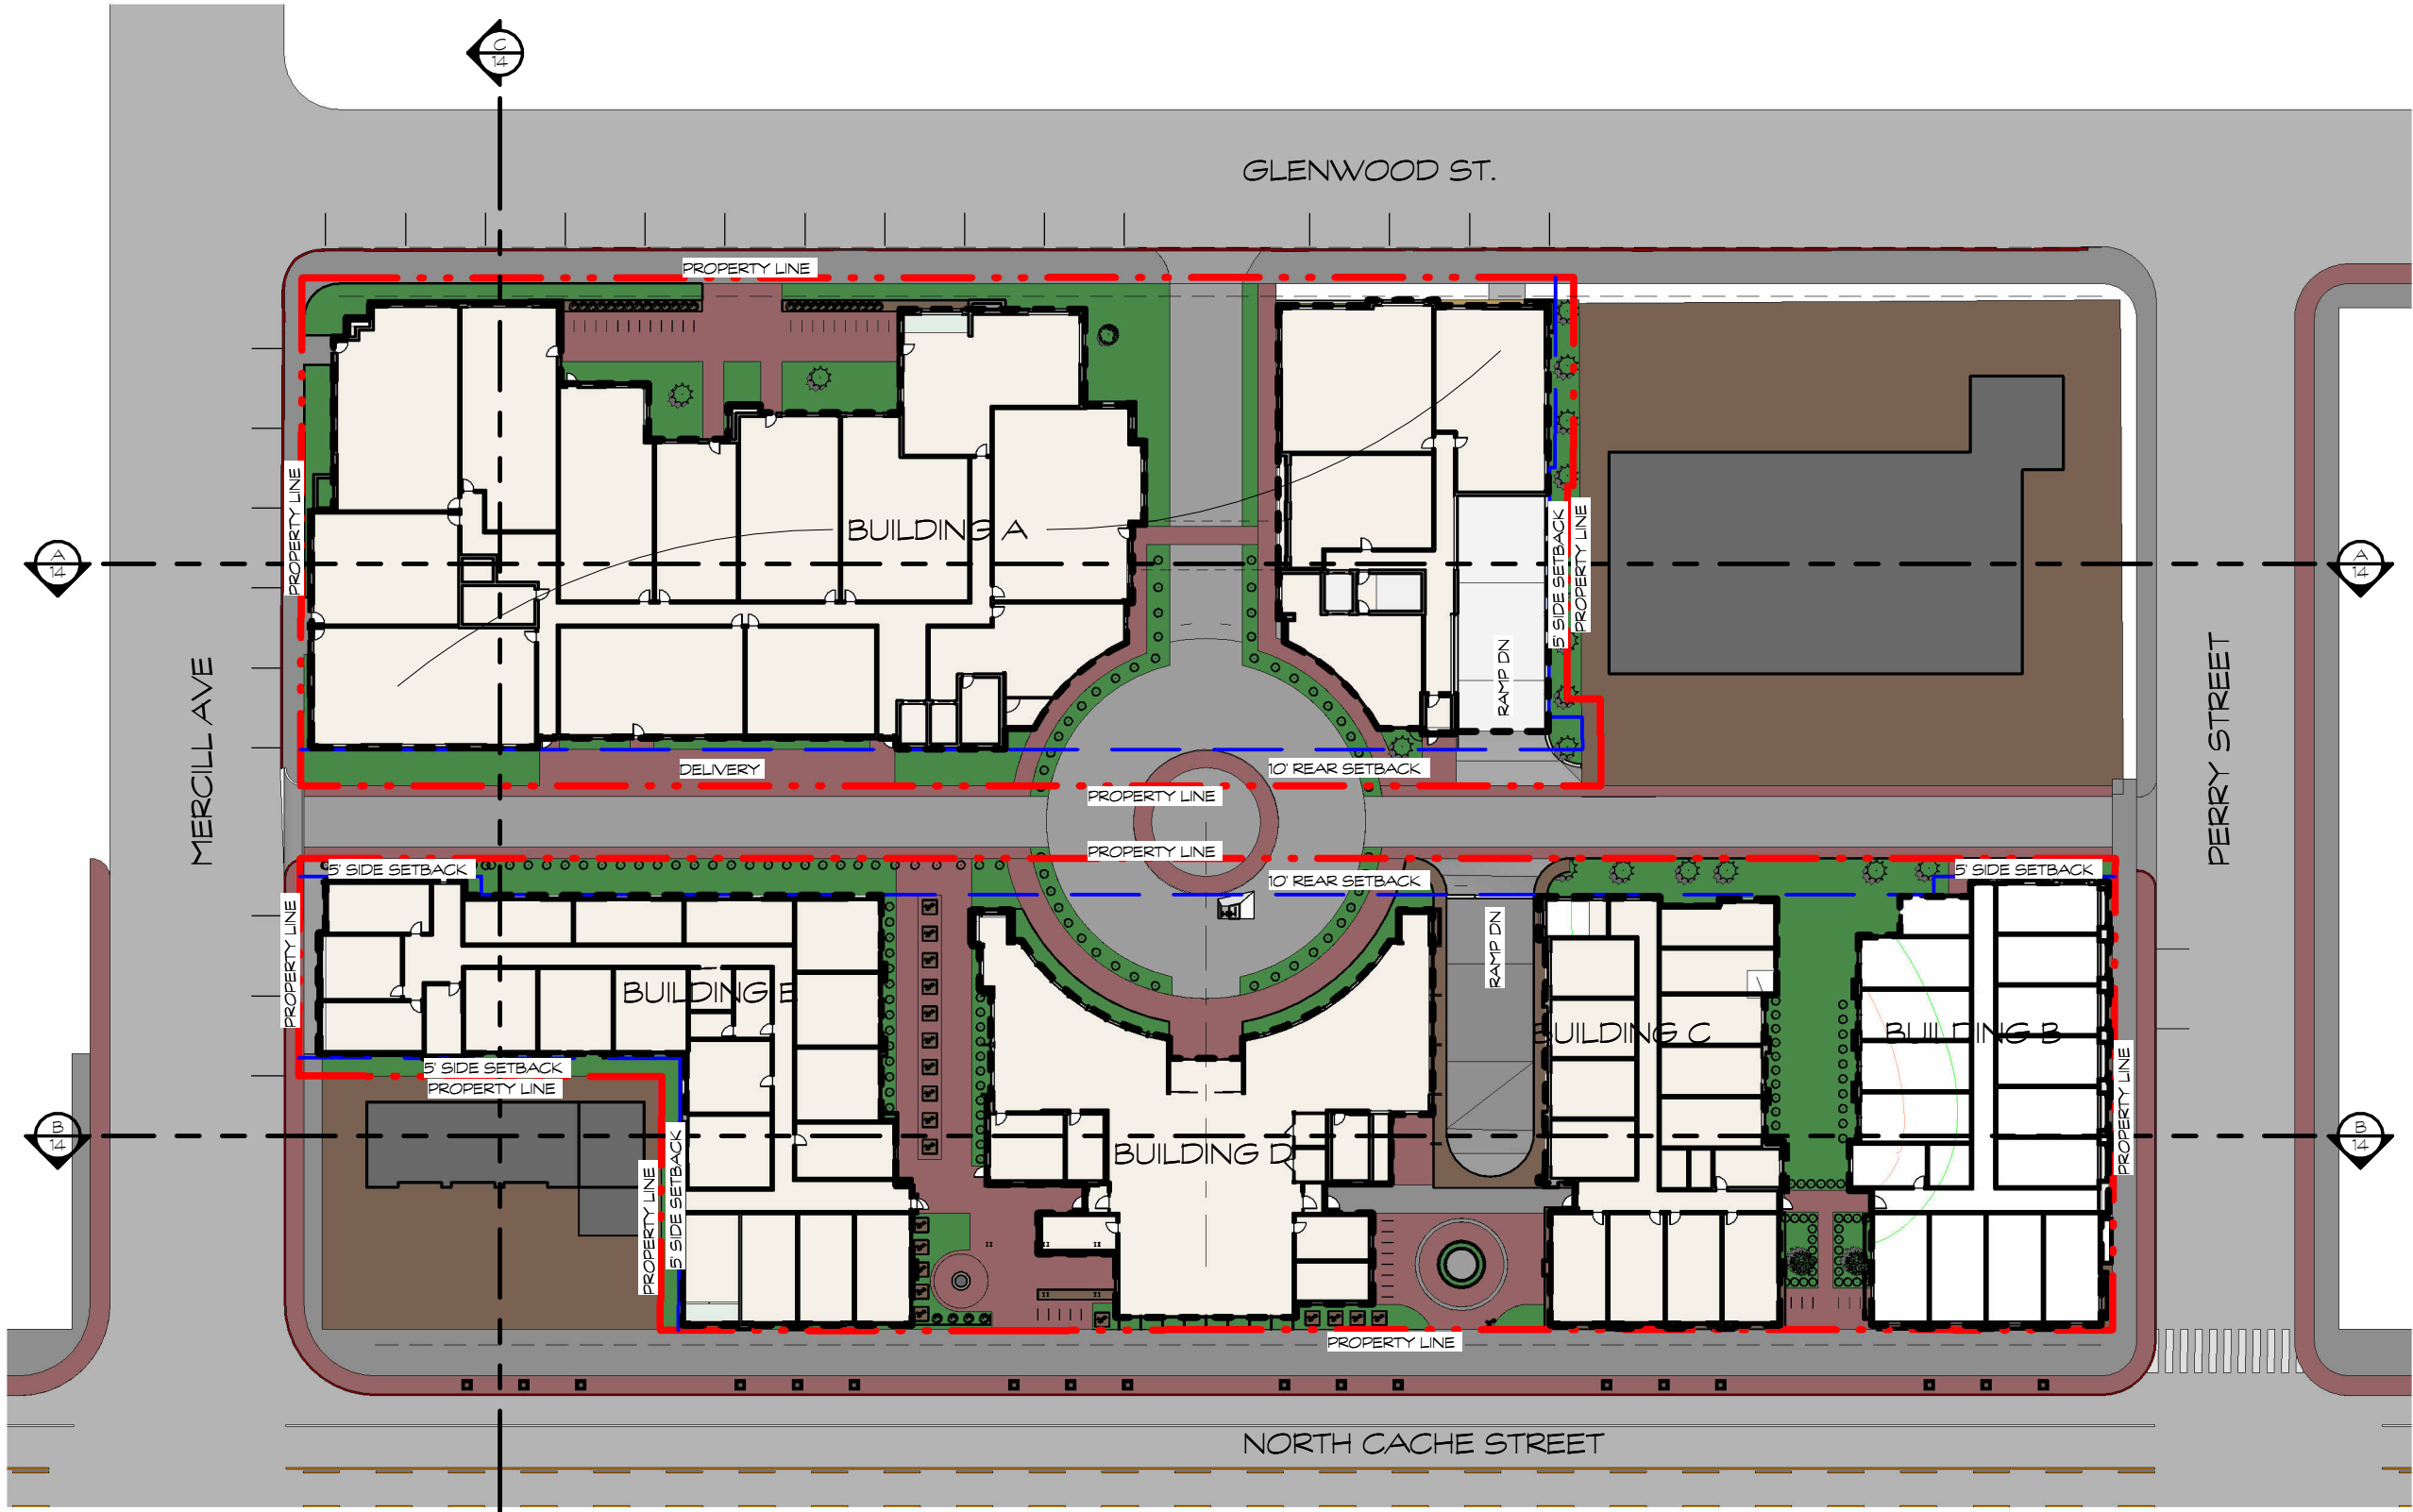 C
14
GLENWOOD ST.
PROPERTY LINE
PROPERTY LINE
BUILDING A
5' SIDE SETBACK
PROPERTY LINE
A
14
A
14
RAMP DN
MERCILL AVE
PERRY STREET
DELIVERY
10' REAR SETBACK
PROPERTY LINE
PROPERTY LINE
5' SIDE SETBACK
10' REAR SETBACK
5' SIDE SETBACK
PROPERTY LINE
RAMP DN
BUILDING E
BUILDING C
BUILDING B
5' SIDE SETBACK
PROPERTY LINE
PROPERTY LINE
B
14
BUILDING D
B
14
PROPERTY LINE
5' SIDE SETBACK
PROPERTY LINE
NORTH CACHE STREET